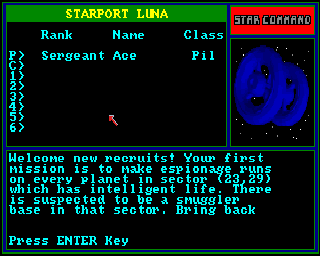 STARPORT LUNA
STAR COMMAND
Rank Name Class
P) Sergeant Ace Pil
C)
1)
2)
3)
4)
5)
6)
Welcome new recruits! Your first
mission is to make espionage runs
on every planet in sector (23,29)
which has intelligent life. There
is suspected to be a smuggler
base in that sector. Bring back
Press ENTER Key